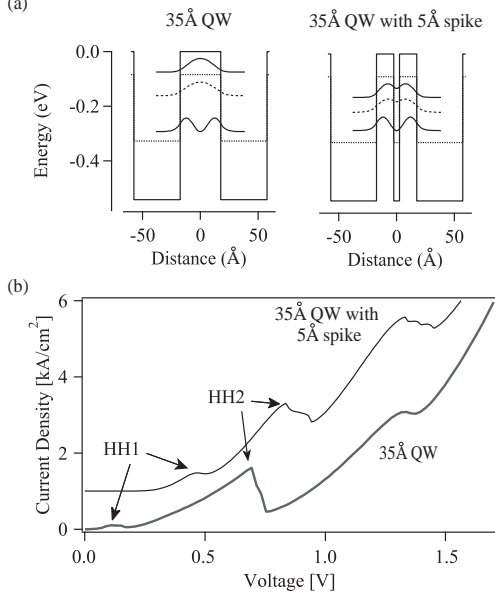 (a)
35Å QW
35Å QW with 5Å spike
0.0
-0.2
-0.4
Energy (eV)
-50
0
50
Distance (Å)
-50
0
50
Distance (Å)
(b)
6
4
2
0
Current Density [kA/cm²]
35Å QW with
5Å spike
HH2
HH1
35Å QW
0.0
0.5
1.0
1.5
Voltage [V]